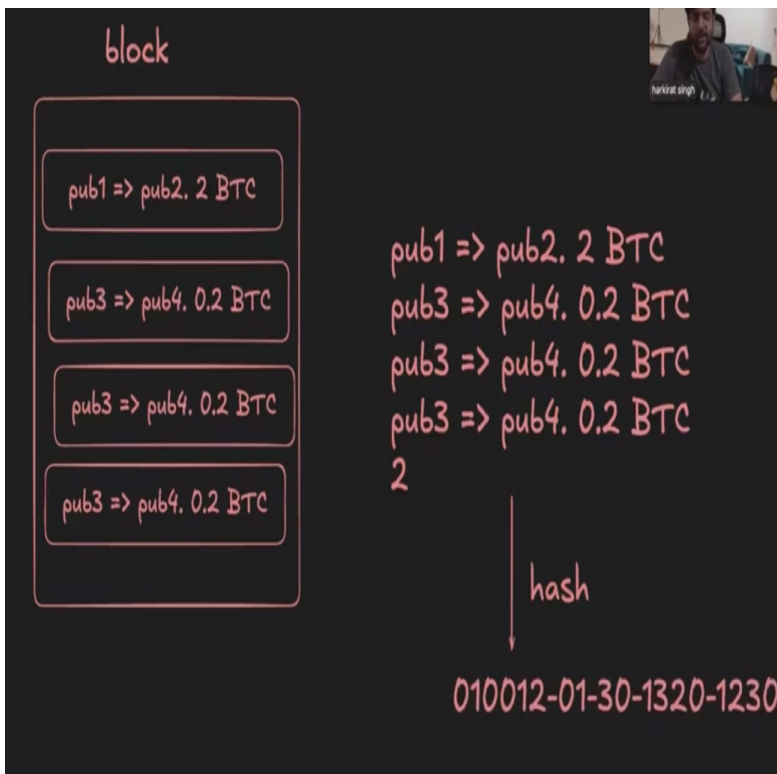 block
harkirat singh
pub1 => pub2. 2 BTC
pub3 => pub4. 0.2 BTC
pub3 => pub4. 0.2 BTC
pub3 => pub4. 0.2 BTC
pub1 => pub2. 2 BTC
pub3 => pub4. 0.2 BTC
pub3 => pub4. 0.2 BTC
pub3 => pub4. 0.2 BTC
2
hash
010012-01-30-1320-1230